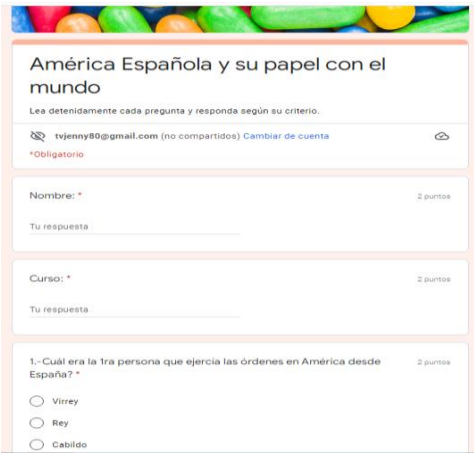 América Española y su papel con el
mundo
Lea detenidamente cada pregunta y responda según su criterio.
tvjenny80@gmail.com (no compartidos) Cambiar de cuenta
*Obligatorio
Nombre: * 2 puntos
Tu respuesta
Curso: * 2 puntos
Tu respuesta
1.-Cuál era la 1ra persona que ejercia las órdenes en América desde 2 puntos
España? *
Virrey
Rey
Cabildo